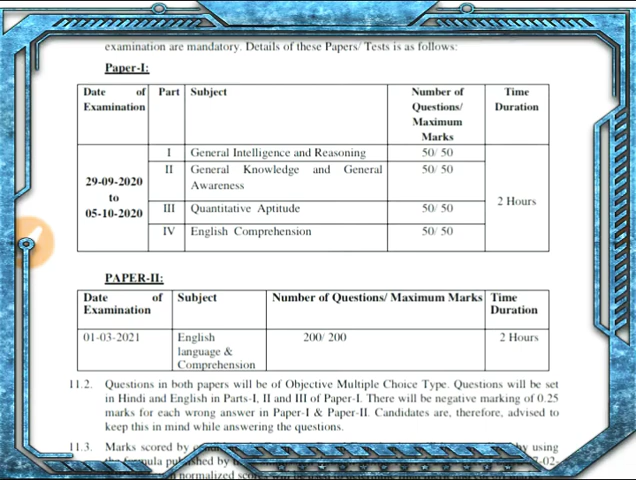 examination are mandatory. Details of these Papers/ Tests is as follows:
Paper-I:
Date of Examination | Part | Subject | Number of Questions/ Maximum Marks | Time Duration
29-09-2020 to 05-10-2020 | I | General Intelligence and Reasoning | 50/ 50 | 2 Hours
II | General Knowledge and General Awareness | 50/ 50
III | Quantitative Aptitude | 50/ 50
IV | English Comprehension | 50/ 50
PAPER-II:
Date of Examination | Subject | Number of Questions/ Maximum Marks | Time Duration
01-03-2021 | English language & Comprehension | 200/ 200 | 2 Hours
11.2. Questions in both papers will be of Objective Multiple Choice Type. Questions will be set
in Hindi and English in Parts-I, II and III of Paper-I. There will be negative marking of 0.25
marks for each wrong answer in Paper-I & Paper-II. Candidates are, therefore, advised to
keep this in mind while answering the questions.
11.3. Marks scored by by using